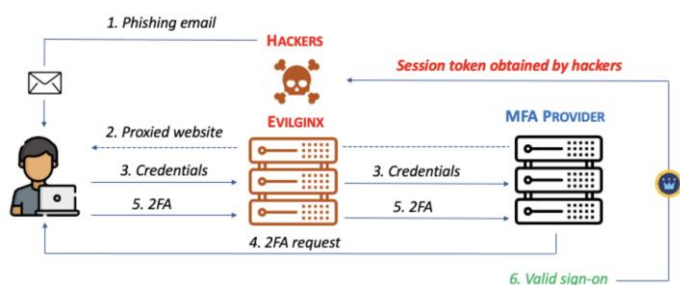 1. Phishing email
HACKERS
Session token obtained by hackers
EVILGINX
MFA PROVIDER
2. Proxied website
3. Credentials
3. Credentials
5. 2FA
5. 2FA
4. 2FA request
6. Valid sign-on